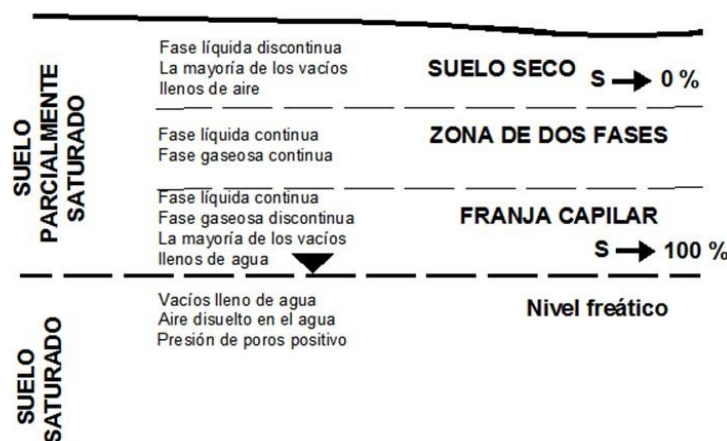 SUELO
PARCIALMENTE
SATURADO
Fase líquida discontinua
La mayoría de los vacíos
llenos de aire
SUELO SECO
S 0 %
Fase líquida continua
Fase gaseosa continua
ZONA DE DOS FASES
Fase líquida continua
Fase gaseosa discontinua
La mayoría de los vacíos
llenos de agua
FRANJA CAPILAR
S 100 %
SUELO
SATURADO
Vacíos lleno de agua
Aire disuelto en el agua
Presión de poros positivo
Nivel freático